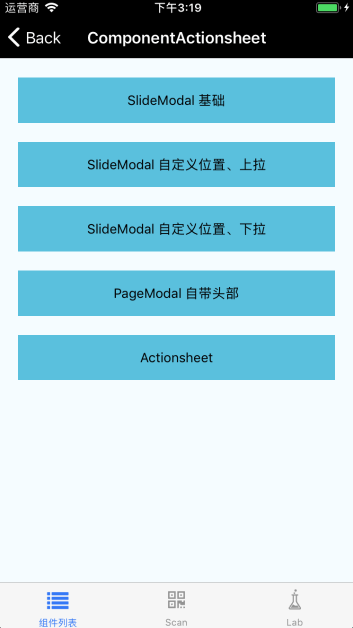 运营商 下午3:19
Back ComponentActionsheet
SlideModal 基础
SlideModal 自定义位置、上拉
SlideModal 自定义位置、下拉
PageModal 自带头部
Actionsheet
组件列表 Scan Lab